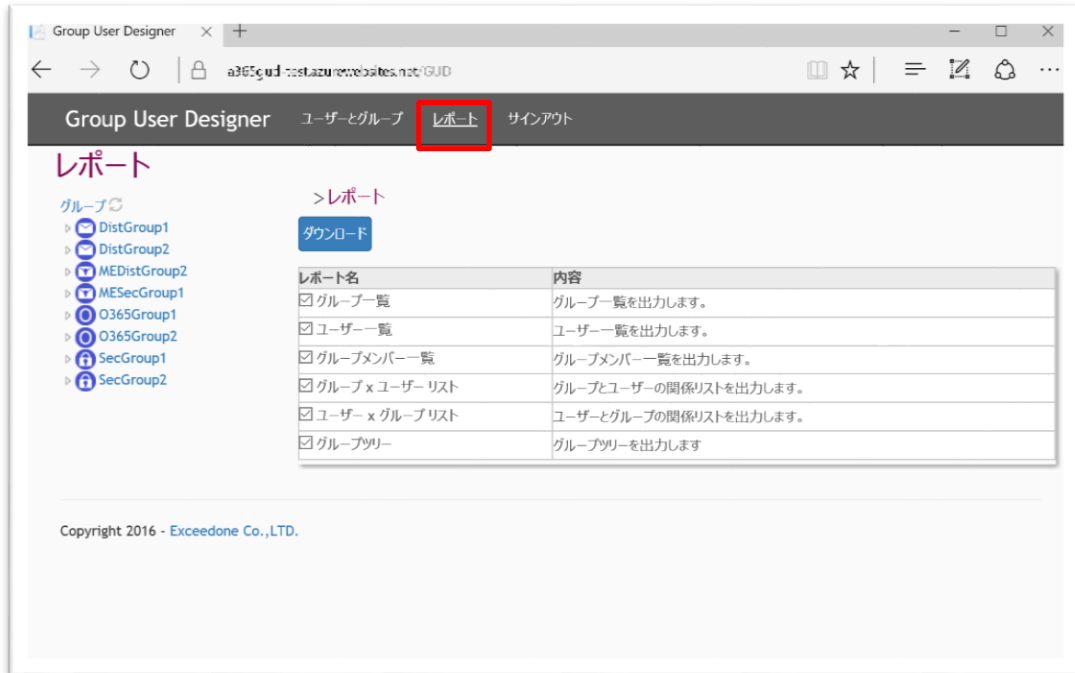 Group User Designer
a365gud-test.azurewebsites.net/GUD
Group User Designer ユーザーとグループ レポート サインアウト
レポート
グループ
DistGroup1
DistGroup2
MEDistGroup2
MESecGroup1
O365Group1
O365Group2
SecGroup1
SecGroup2
>レポート
ダウンロード
レポート名 内容
グループ一覧 グループ一覧を出力します。
ユーザー一覧 ユーザー一覧を出力します。
グループメンバー一覧 グループメンバー一覧を出力します。
グループ x ユーザー リスト グループとユーザーの関係リストを出力します。
ユーザー x グループ リスト ユーザーとグループの関係リストを出力します。
グループツリー グループツリーを出力します
Copyright 2016 - Exceedone Co.,LTD.